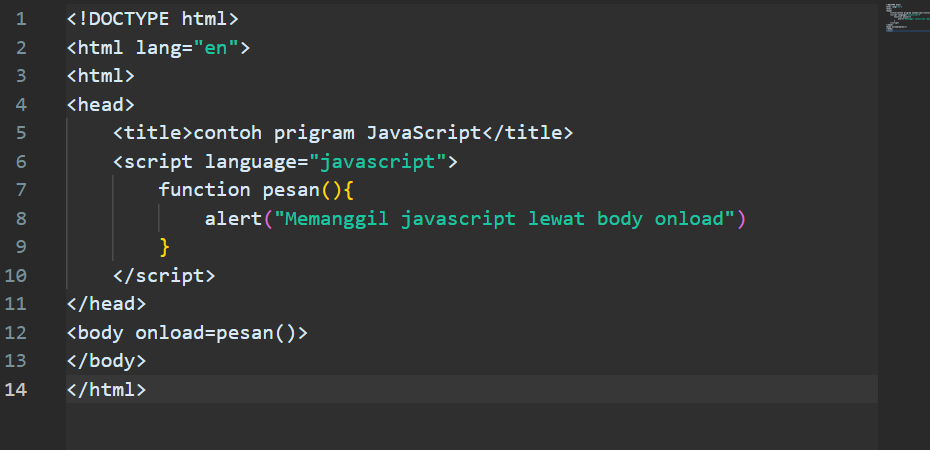 1 <!DOCTYPE html>
2 <html lang="en">
3 <html>
4 <head>
5     <title>contoh prigram JavaScript</title>
6     <script language="javascript">
7         function pesan(){
8             alert("Memanggil javascript lewat body onload")
9         }
10     </script>
11 </head>
12 <body onload=pesan()>
13 </body>
14 </html>